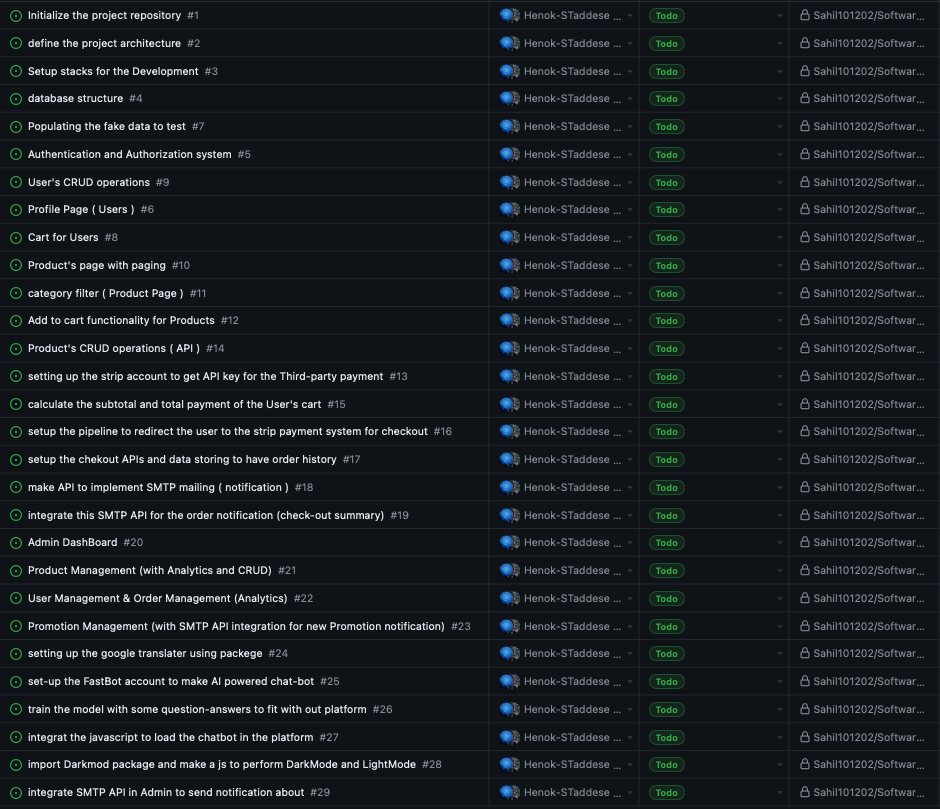 Initialize the project repository #1 Henok-STaddese ... Todo Sahil101202/Softwar...
define the project architecture #2 Henok-STaddese ... Todo Sahil101202/Softwar...
Setup stacks for the Development #3 Henok-STaddese ... Todo Sahil101202/Softwar...
database structure #4 Henok-STaddese ... Todo Sahil101202/Softwar...
Populating the fake data to test #7 Henok-STaddese ... Todo Sahil101202/Softwar...
Authentication and Authorization system #5 Henok-STaddese ... Todo Sahil101202/Softwar...
User's CRUD operations #9 Henok-STaddese ... Todo Sahil101202/Softwar...
Profile Page ( Users ) #6 Henok-STaddese ... Todo Sahil101202/Softwar...
Cart for Users #8 Henok-STaddese ... Todo Sahil101202/Softwar...
Product's page with paging #10 Henok-STaddese ... Todo Sahil101202/Softwar...
category filter ( Product Page ) #11 Henok-STaddese ... Todo Sahil101202/Softwar...
Add to cart functionality for Products #12 Henok-STaddese ... Todo Sahil101202/Softwar...
Product's CRUD operations ( API ) #14 Henok-STaddese ... Todo Sahil101202/Softwar...
setting up the strip account to get API key for the Third-party payment #13 Henok-STaddese ... Todo Sahil101202/Softwar...
calculate the subtotal and total payment of the User's cart #15 Henok-STaddese ... Todo Sahil101202/Softwar...
setup the pipeline to redirect the user to the strip payment system for checkout #16 Henok-STaddese ... Todo Sahil101202/Softwar...
setup the chekout APIs and data storing to have order history #17 Henok-STaddese ... Todo Sahil101202/Softwar...
make API to implement SMTP mailing ( notification ) #18 Henok-STaddese ... Todo Sahil101202/Softwar...
integrate this SMTP API for the order notification (check-out summary) #19 Henok-STaddese ... Todo Sahil101202/Softwar...
Admin DashBoard #20 Henok-STaddese ... Todo Sahil101202/Softwar...
Product Management (with Analytics and CRUD) #21 Henok-STaddese ... Todo Sahil101202/Softwar...
User Management & Order Management (Analytics) #22 Henok-STaddese ... Todo Sahil101202/Softwar...
Promotion Management (with SMTP API integration for new Promotion notification) #23 Henok-STaddese ... Todo Sahil101202/Softwar...
setting up the google translater using packege #24 Henok-STaddese ... Todo Sahil101202/Softwar...
set-up the FastBot account to make AI powered chat-bot #25 Henok-STaddese ... Todo Sahil101202/Softwar...
train the model with some question-answers to fit with out platform #26 Henok-STaddese ... Todo Sahil101202/Softwar...
integrat the javascript to load the chatbot in the platform #27 Henok-STaddese ... Todo Sahil101202/Softwar...
import Darkmod package and make a js to perform DarkMode and LightMode #28 Henok-STaddese ... Todo Sahil101202/Softwar...
integrate SMTP API in Admin to send notification about #29 Henok-STaddese ... Todo Sahil101202/Softwar...